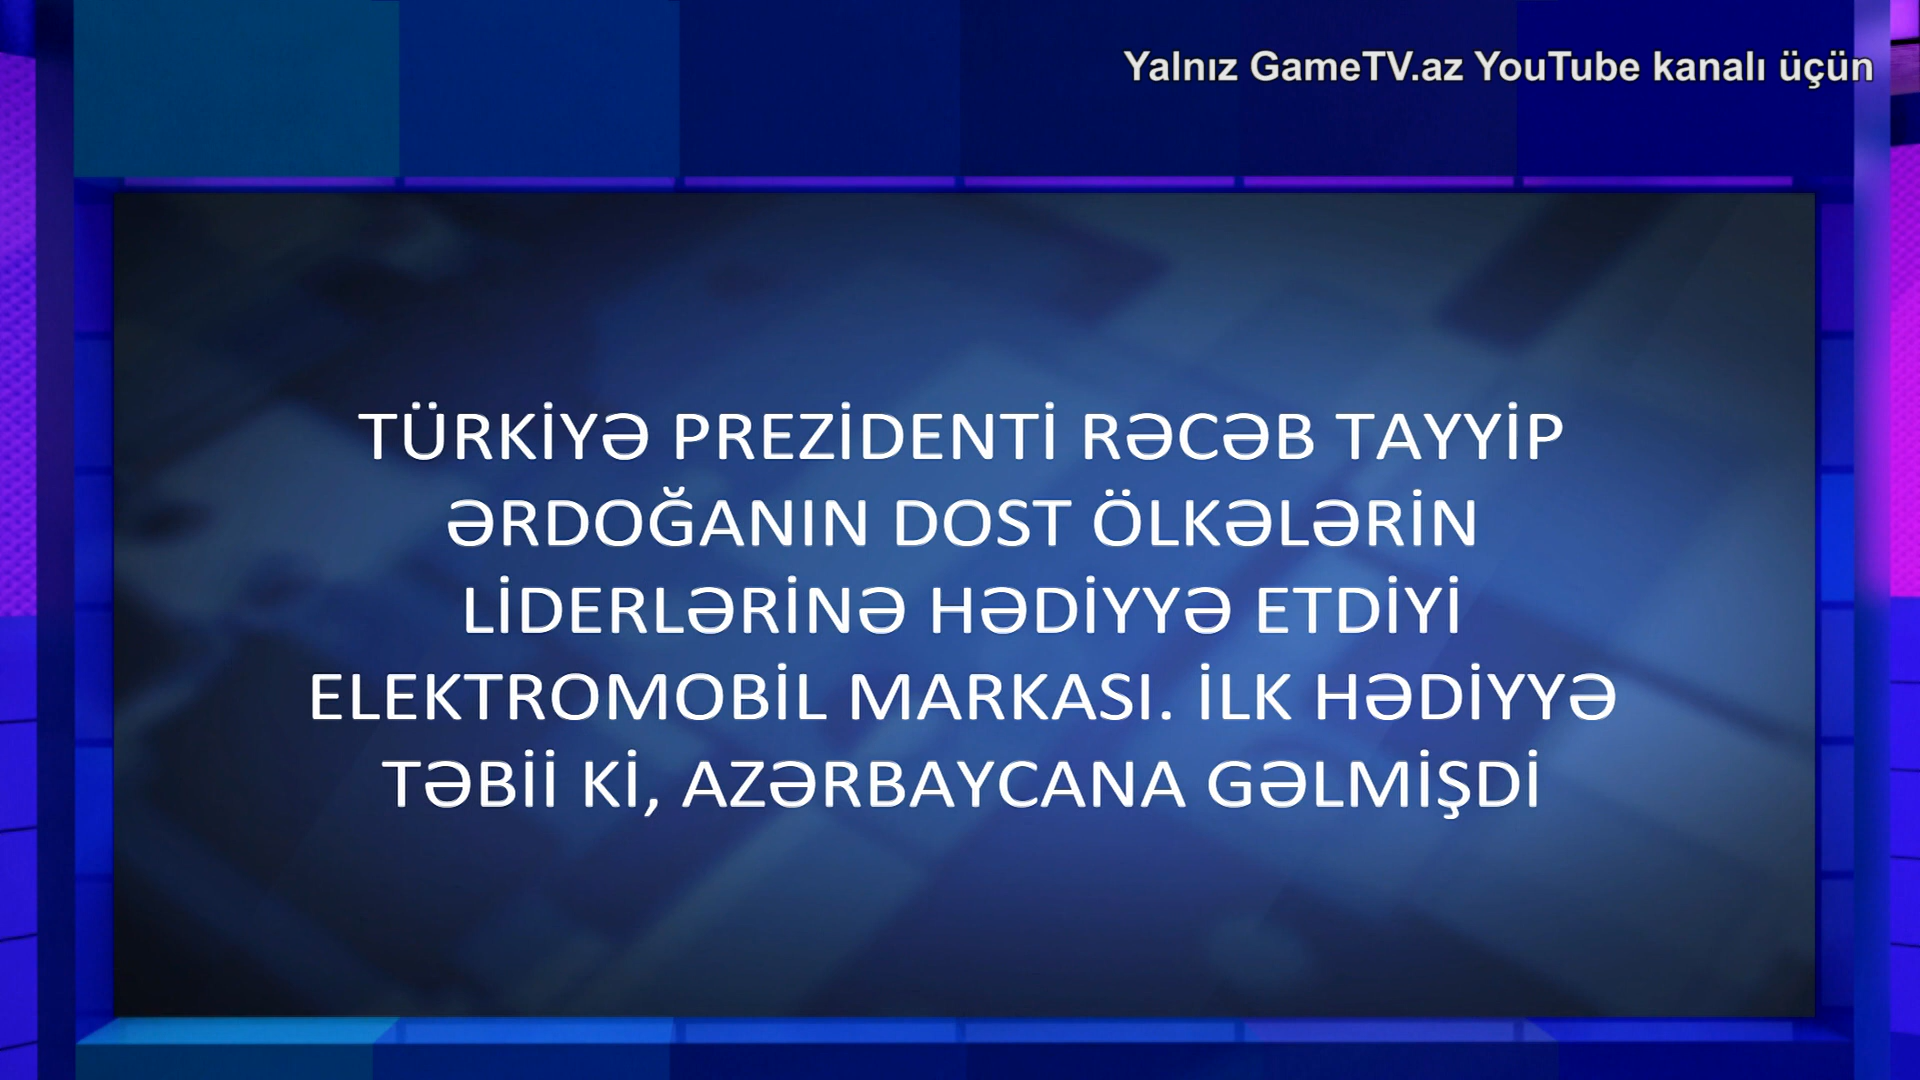 Yalnız GameTV.az YouTube kanalı üçün
TÜRKİYƏ PREZİDENTİ RƏCƏB TAYYİP
ƏRDOĞANIN DOST ÖLKƏLƏRİN
LİDERLƏRİNƏ HƏDİYYƏ ETDİYİ
ELEKTROMOBİL MARKASI. İLK HƏDİYYƏ
TƏBİİ Kİ, AZƏRBAYCANA GƏLMİŞDİ